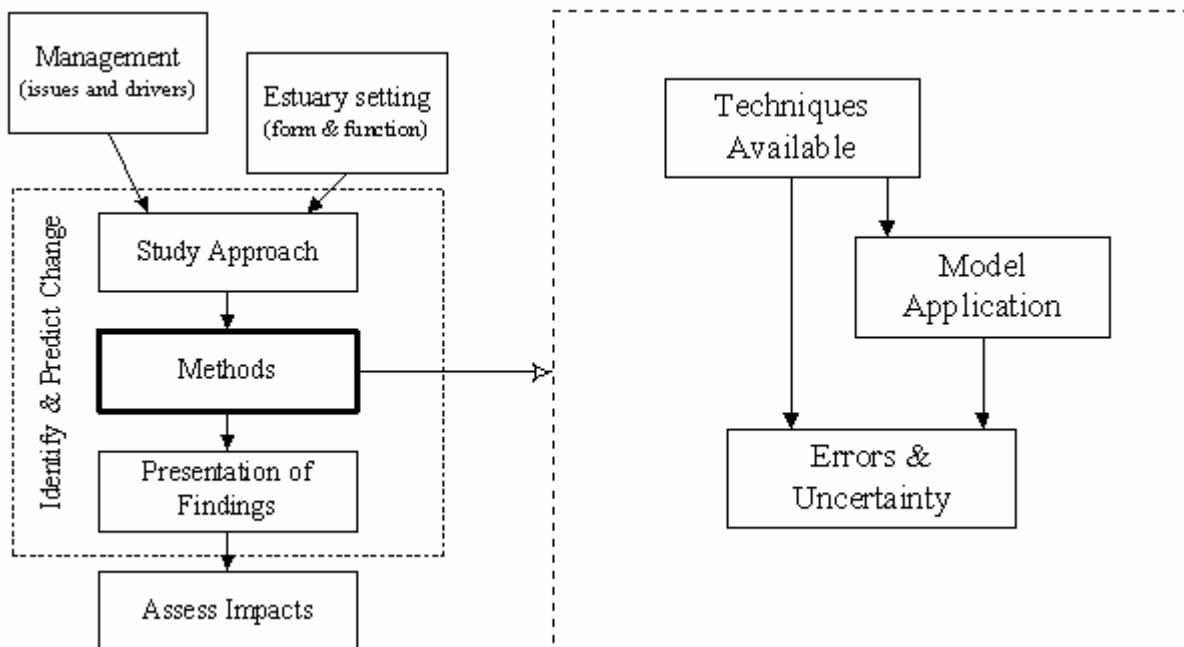 Management
(issues and drivers)
Estuary setting
(form & function)
Identify & Predict Change
Study Approach
Methods
Presentation of
Findings
Assess Impacts
Techniques
Available
Model
Application
Errors &
Uncertainty